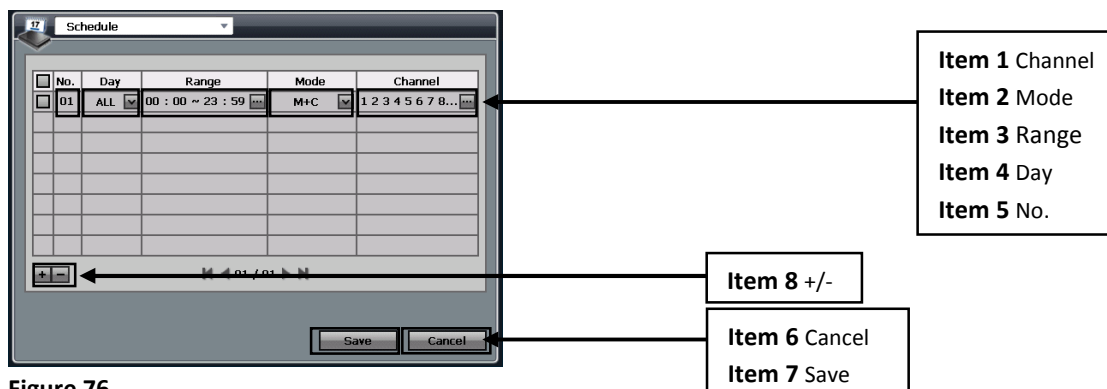 17 Schedule
No. Day Range Mode Channel
01 ALL 00 : 00 ~ 23 : 59 ... M+C 1 2 3 4 5 6 7 8... ...
+ - 01 / 01
Save Cancel
Item 1 Channel
Item 2 Mode
Item 3 Range
Item 4 Day
Item 5 No.
Item 8 +/-
Item 6 Cancel
Item 7 Save
Figure 76